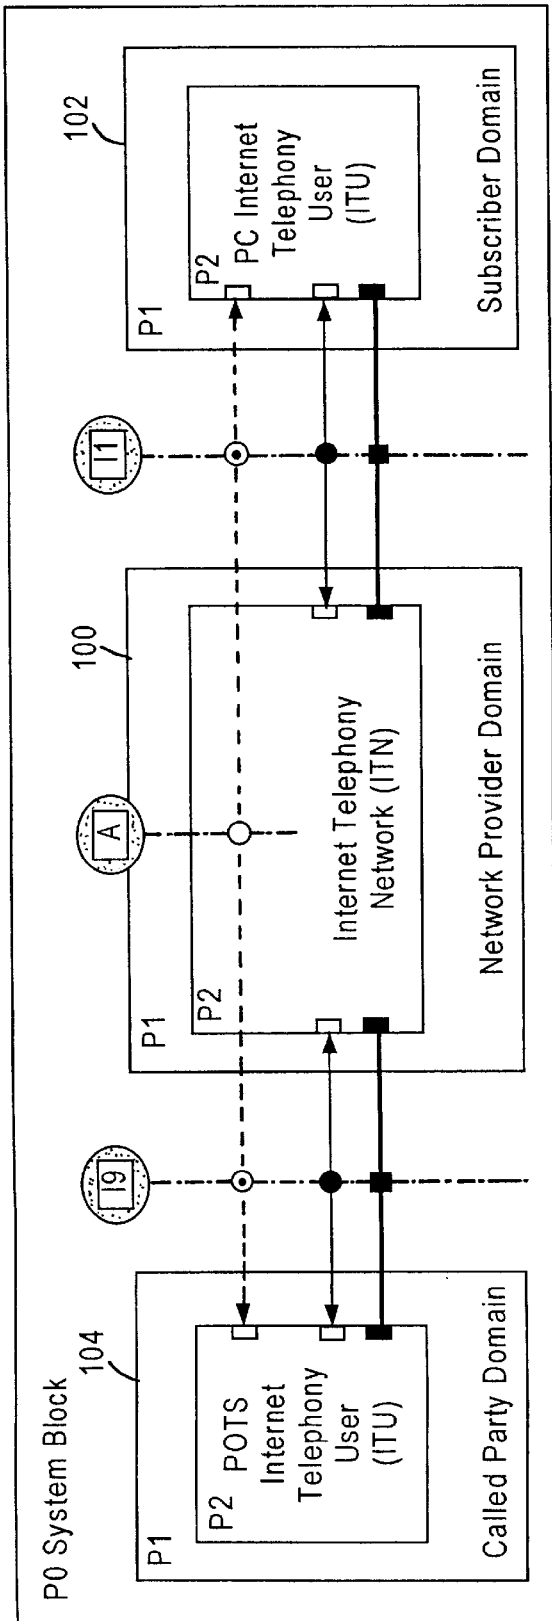 P0 System Block
104
P1
P2
POTS
Internet
Telephony
User
(ITU)
Called Party Domain
I9
100
P1
P2
A
Internet Telephony
Network (ITN)
Network Provider Domain
I1
102
P1
P2
PC Internet
Telephony
User
(ITU)
Subscriber Domain